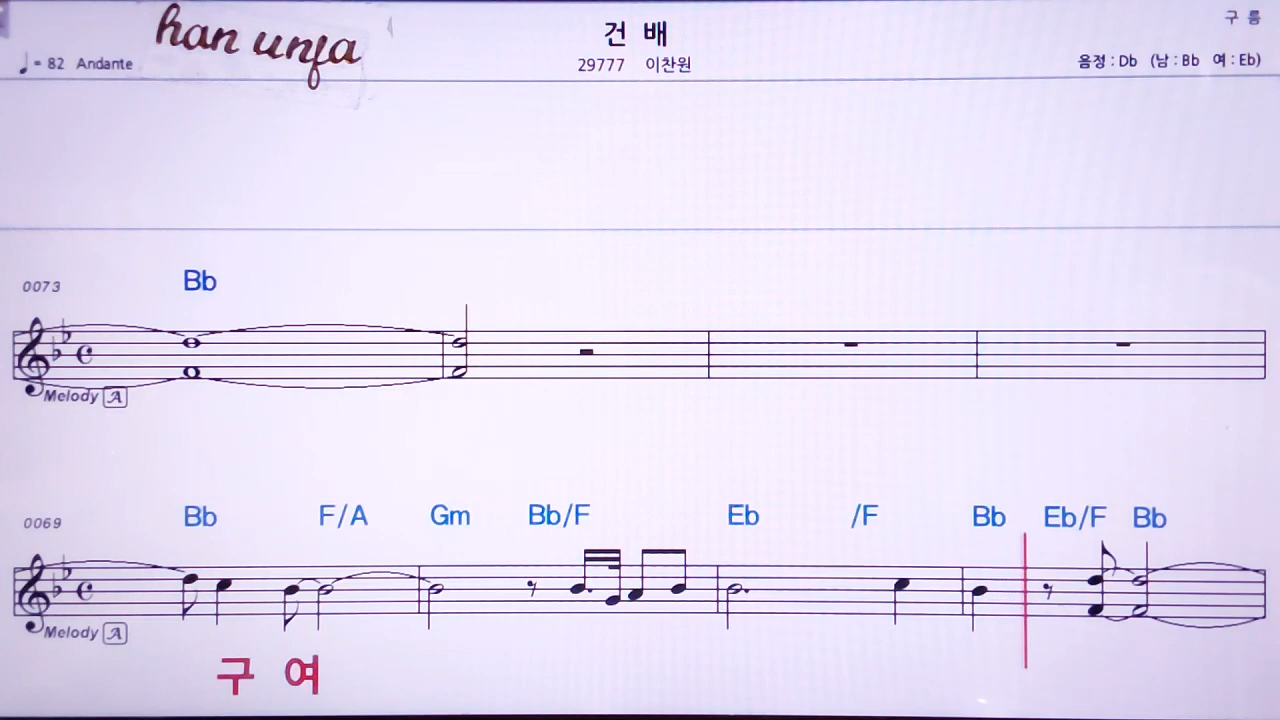 han unja
건 배
구 름
♩= 82 Andante
29777 이찬원
음정 : Db (남 : Bb 여 : Eb)
Bb
0073
Melody A
Bb F/A Gm Bb/F Eb /F Bb Eb/F Bb
0069
Melody A
구 여